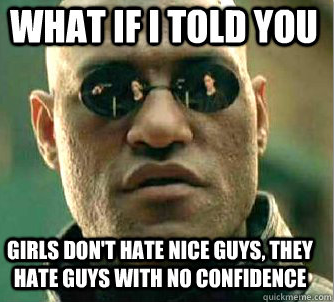 WHAT IF I TOLD YOU
GIRLS DON'T HATE NICE GUYS, THEY
HATE GUYS WITH NO CONFIDENCE
quickmeme.com